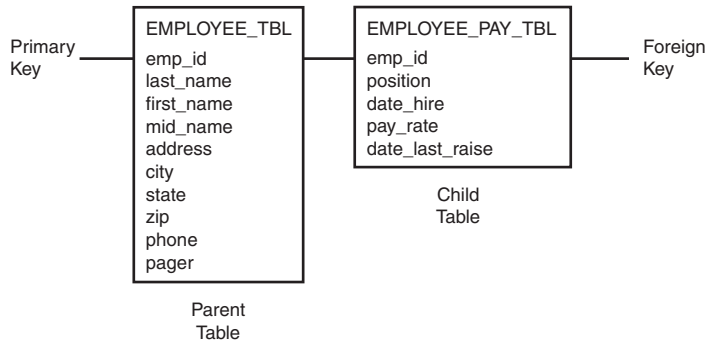 Primary
Key
EMPLOYEE_TBL
emp_id
last_name
first_name
mid_name
address
city
state
zip
phone
pager
Parent
Table
EMPLOYEE_PAY_TBL
emp_id
position
date_hire
pay_rate
date_last_raise
Child
Table
Foreign
Key